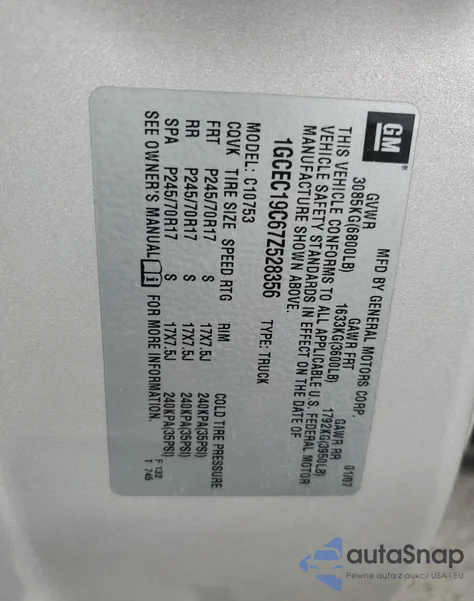 GM ®
MFD BY GENERAL MOTORS CORP. 01/07
GVWR GAWR FRT GAWR RR
3085KG(6800LB) 1633KG(3600LB) 1792KG(3950LB)
THIS VEHICLE CONFORMS TO ALL APPLICABLE U.S. FEDERAL MOTOR
VEHICLE SAFETY STANDARDS IN EFFECT ON THE DATE OF
MANUFACTURE SHOWN ABOVE.
1GCEC19C67Z528356 TYPE: TRUCK
MODEL: C10753
CQVK TIRE SIZE SPEED RTG RIM COLD TIRE PRESSURE
FRT P245/70R17 S 17X7.5J 240KPA(35PSI)
RR P245/70R17 S 17X7.5J 240KPA(35PSI)
SPA P245/70R17 S 17X7.5J 240KPA(35PSI)
SEE OWNER'S MANUAL i FOR MORE INFORMATION.
F 132
T 745
autoSnap
Pewne auta z aukcji USA i EU